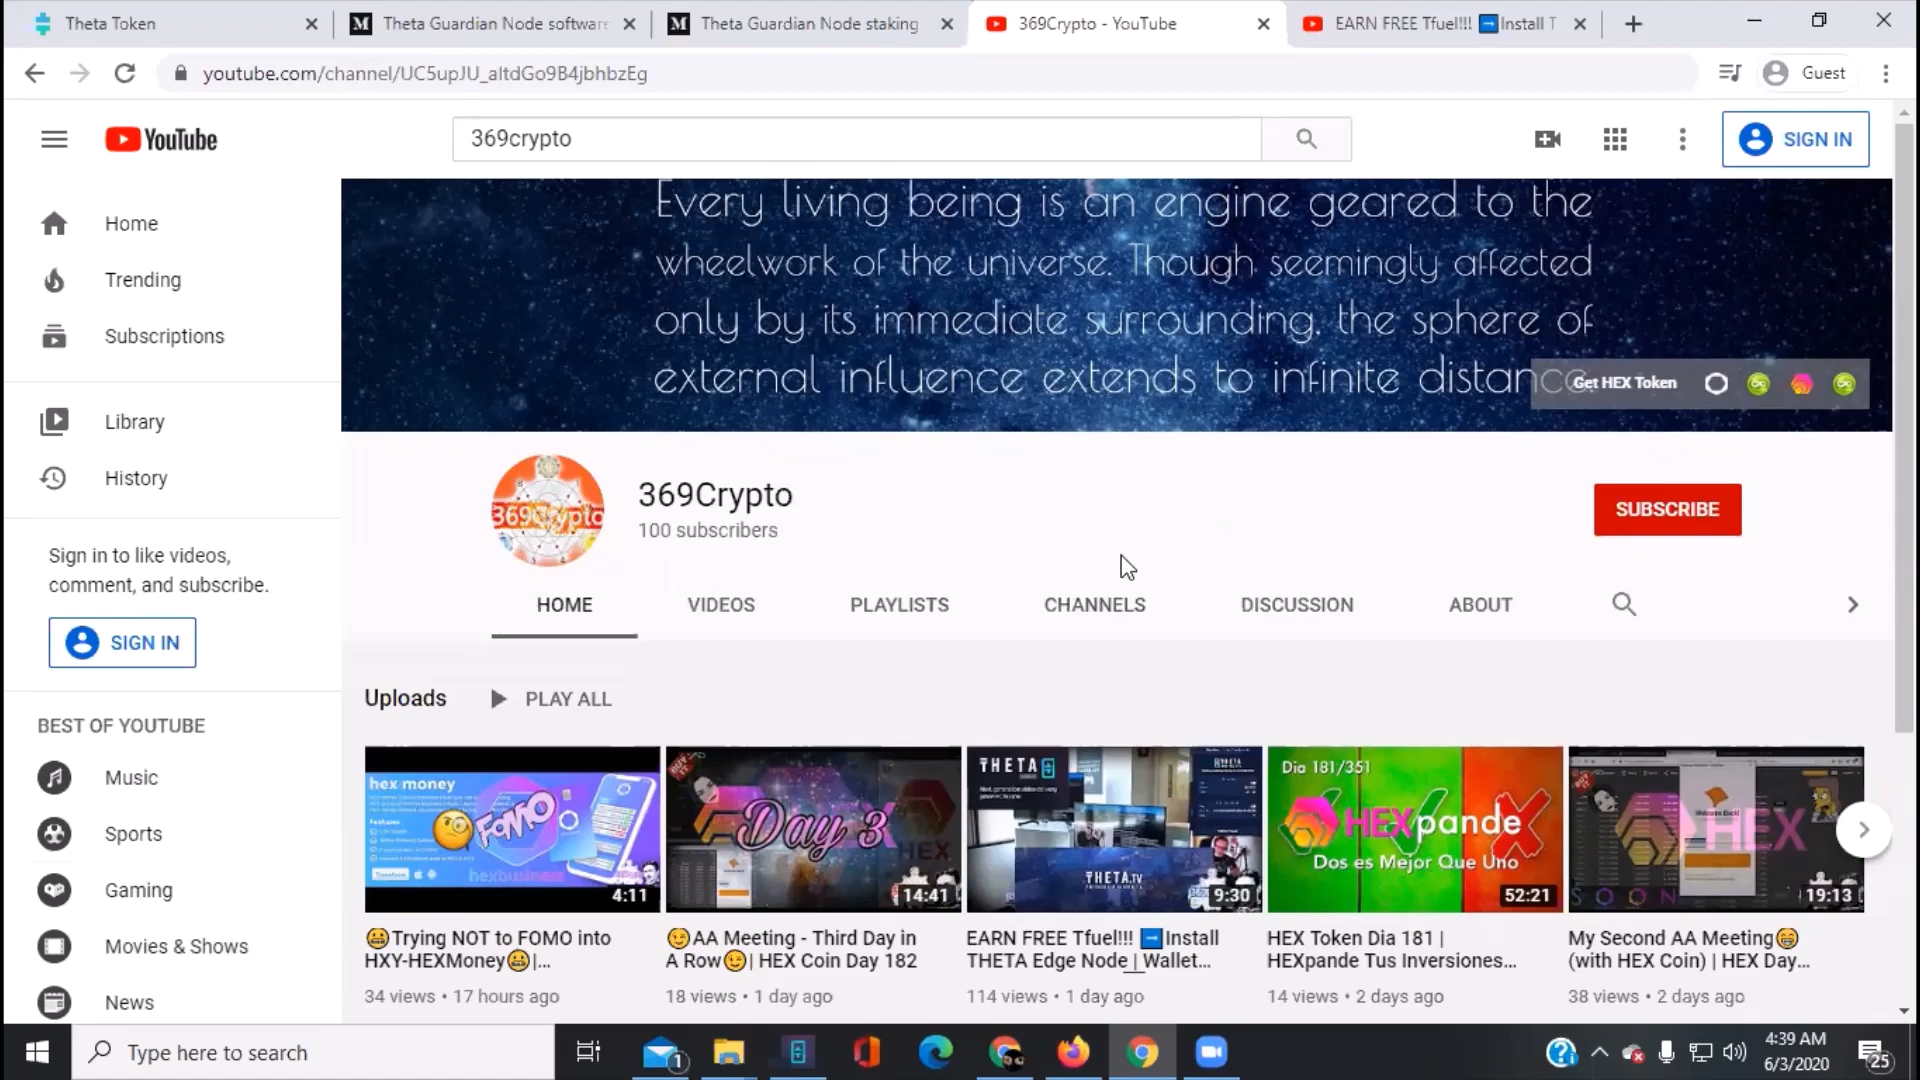 Theta Token
Theta Guardian Node software
Theta Guardian Node staking
369Crypto - YouTube
EARN FREE Tfuel!!! ➡Install T
youtube.com/channel/UC5upJU_altdGo9B4jbhbzEg
Guest
YouTube
369crypto
SIGN IN
Home
Trending
Subscriptions
Library
History
Sign in to like videos,
comment, and subscribe.
SIGN IN
BEST OF YOUTUBE
Music
Sports
Gaming
Movies & Shows
News
Every living being is an engine geared to the
wheelwork of the universe. Though seemingly affected
only by its immediate surrounding, the sphere of
external influence extends to infinite distance.
Get HEX Token
369Crypto
369Crypto
100 subscribers
SUBSCRIBE
HOME
VIDEOS
PLAYLISTS
CHANNELS
DISCUSSION
ABOUT
Uploads
PLAY ALL
hex money
Features
FOMO
hexbusiness
4:11
😬Trying NOT to FOMO into
HXY-HEXMoney😬|...
34 views • 17 hours ago
Day 3
HEX
14:41
😉AA Meeting - Third Day in
A Row😉| HEX Coin Day 182
18 views • 1 day ago
THETA
THETA
THETA.tv
9:30
EARN FREE Tfuel!!! ➡Install
THETA Edge Node | Wallet...
114 views • 1 day ago
Dia 181/351
HEXpande
Dos es Mejor Que Uno
52:21
HEX Token Dia 181 |
HEXpande Tus Inversiones...
14 views • 2 days ago
Welcome Back!
HEX
SOON
19:13
My Second AA Meeting😁
(with HEX Coin) | HEX Day...
38 views • 2 days ago
Type here to search
1
4:39 AM
6/3/2020
25